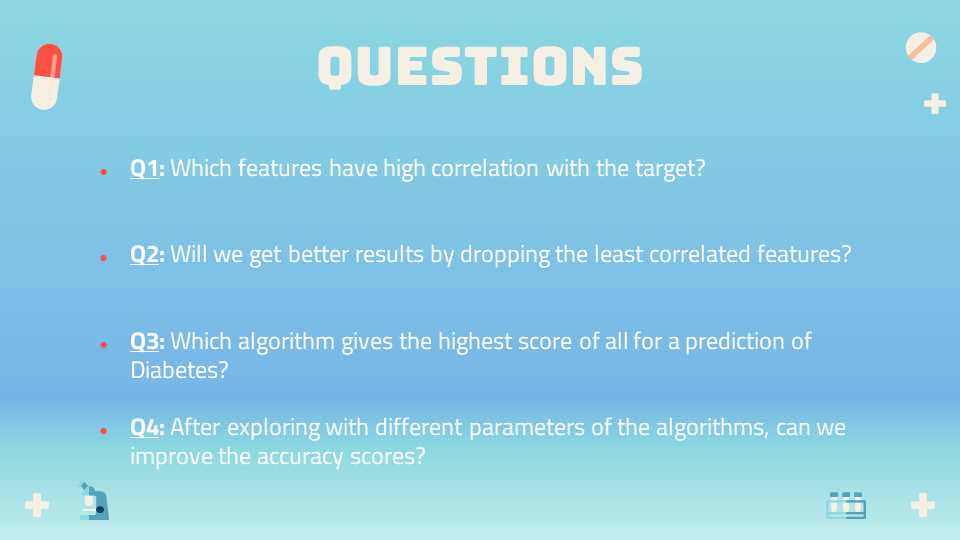 QUESTIONS
• Q1: Which features have high correlation with the target?
• Q2: Will we get better results by dropping the least correlated features?
• Q3: Which algorithm gives the highest score of all for a prediction of
Diabetes?
• Q4: After exploring with different parameters of the algorithms, can we
improve the accuracy scores?